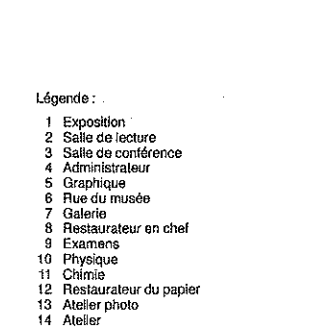 Légende :
1 Exposition
2 Salle de lecture
3 Salle de conférence
4 Administrateur
5 Graphique
6 Rue du musée
7 Galerie
8 Restaurateur en chef
9 Examens
10 Physique
11 Chimie
12 Restaurateur du papier
13 Atelier photo
14 Atelier